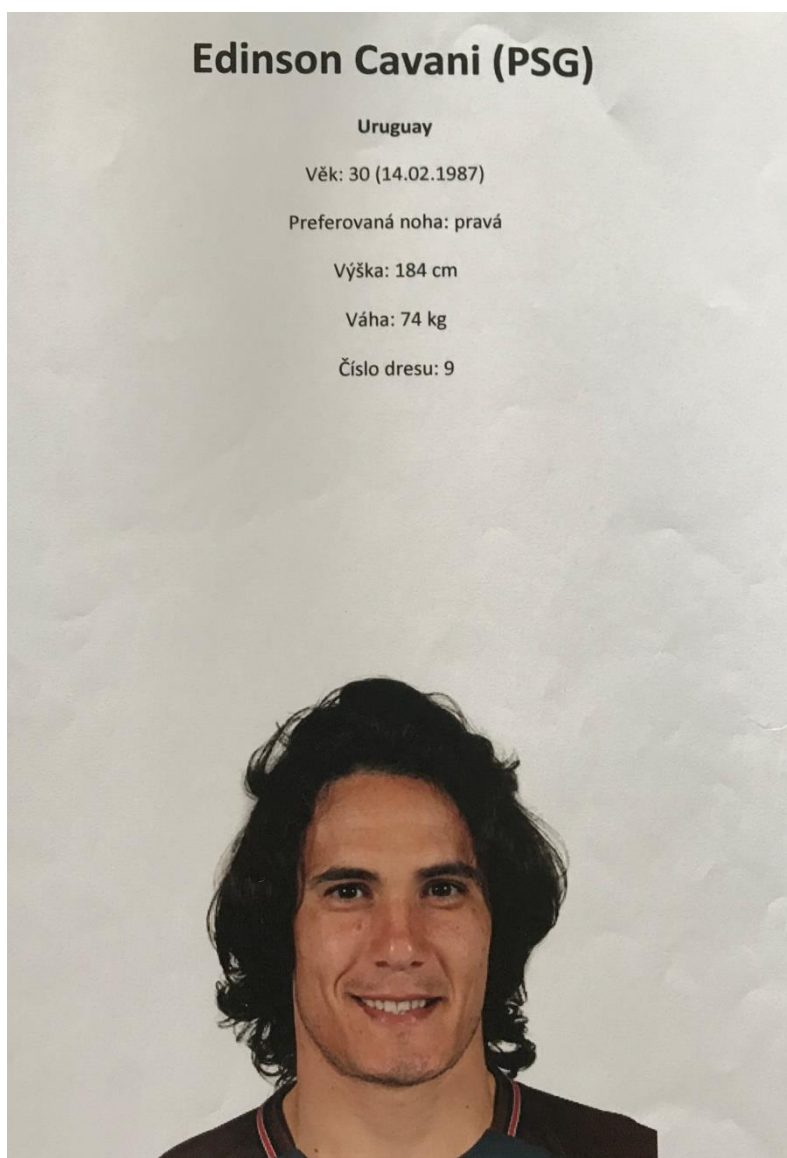 Edinson Cavani (PSG)
Uruguay
Věk: 30 (14.02.1987)
Preferovaná noha: pravá
Výška: 184 cm
Váha: 74 kg
Číslo dresu: 9